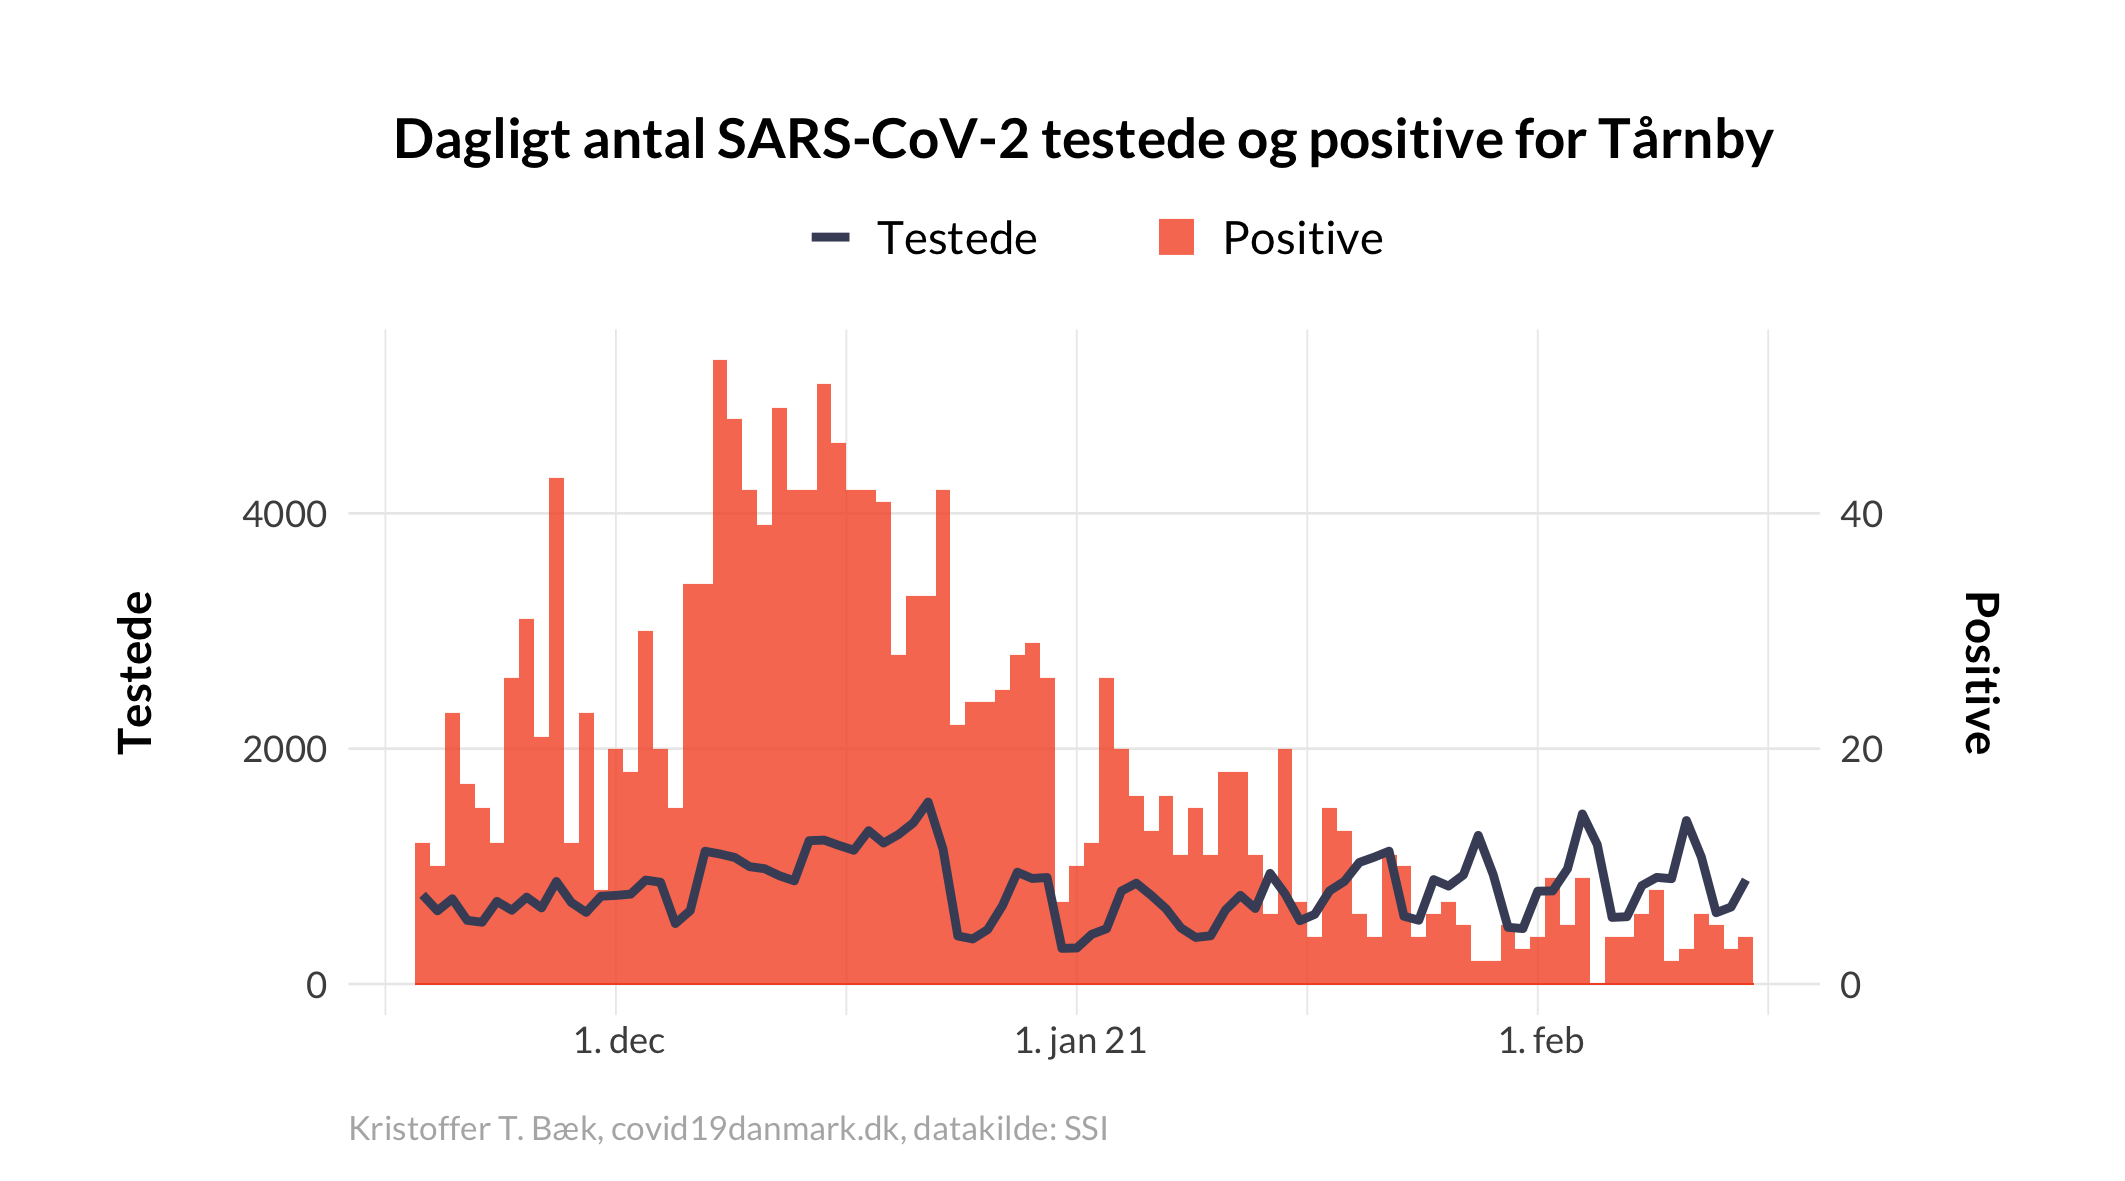 Dagligt antal SARS-CoV-2 testede og positive for Tårnby
Testede
Positive
4000
2000
0
Testede
40
20
0
Positive
1. dec
1. jan 21
1. feb
Kristoffer T. Bæk, covid19danmark.dk, datakilde: SSI